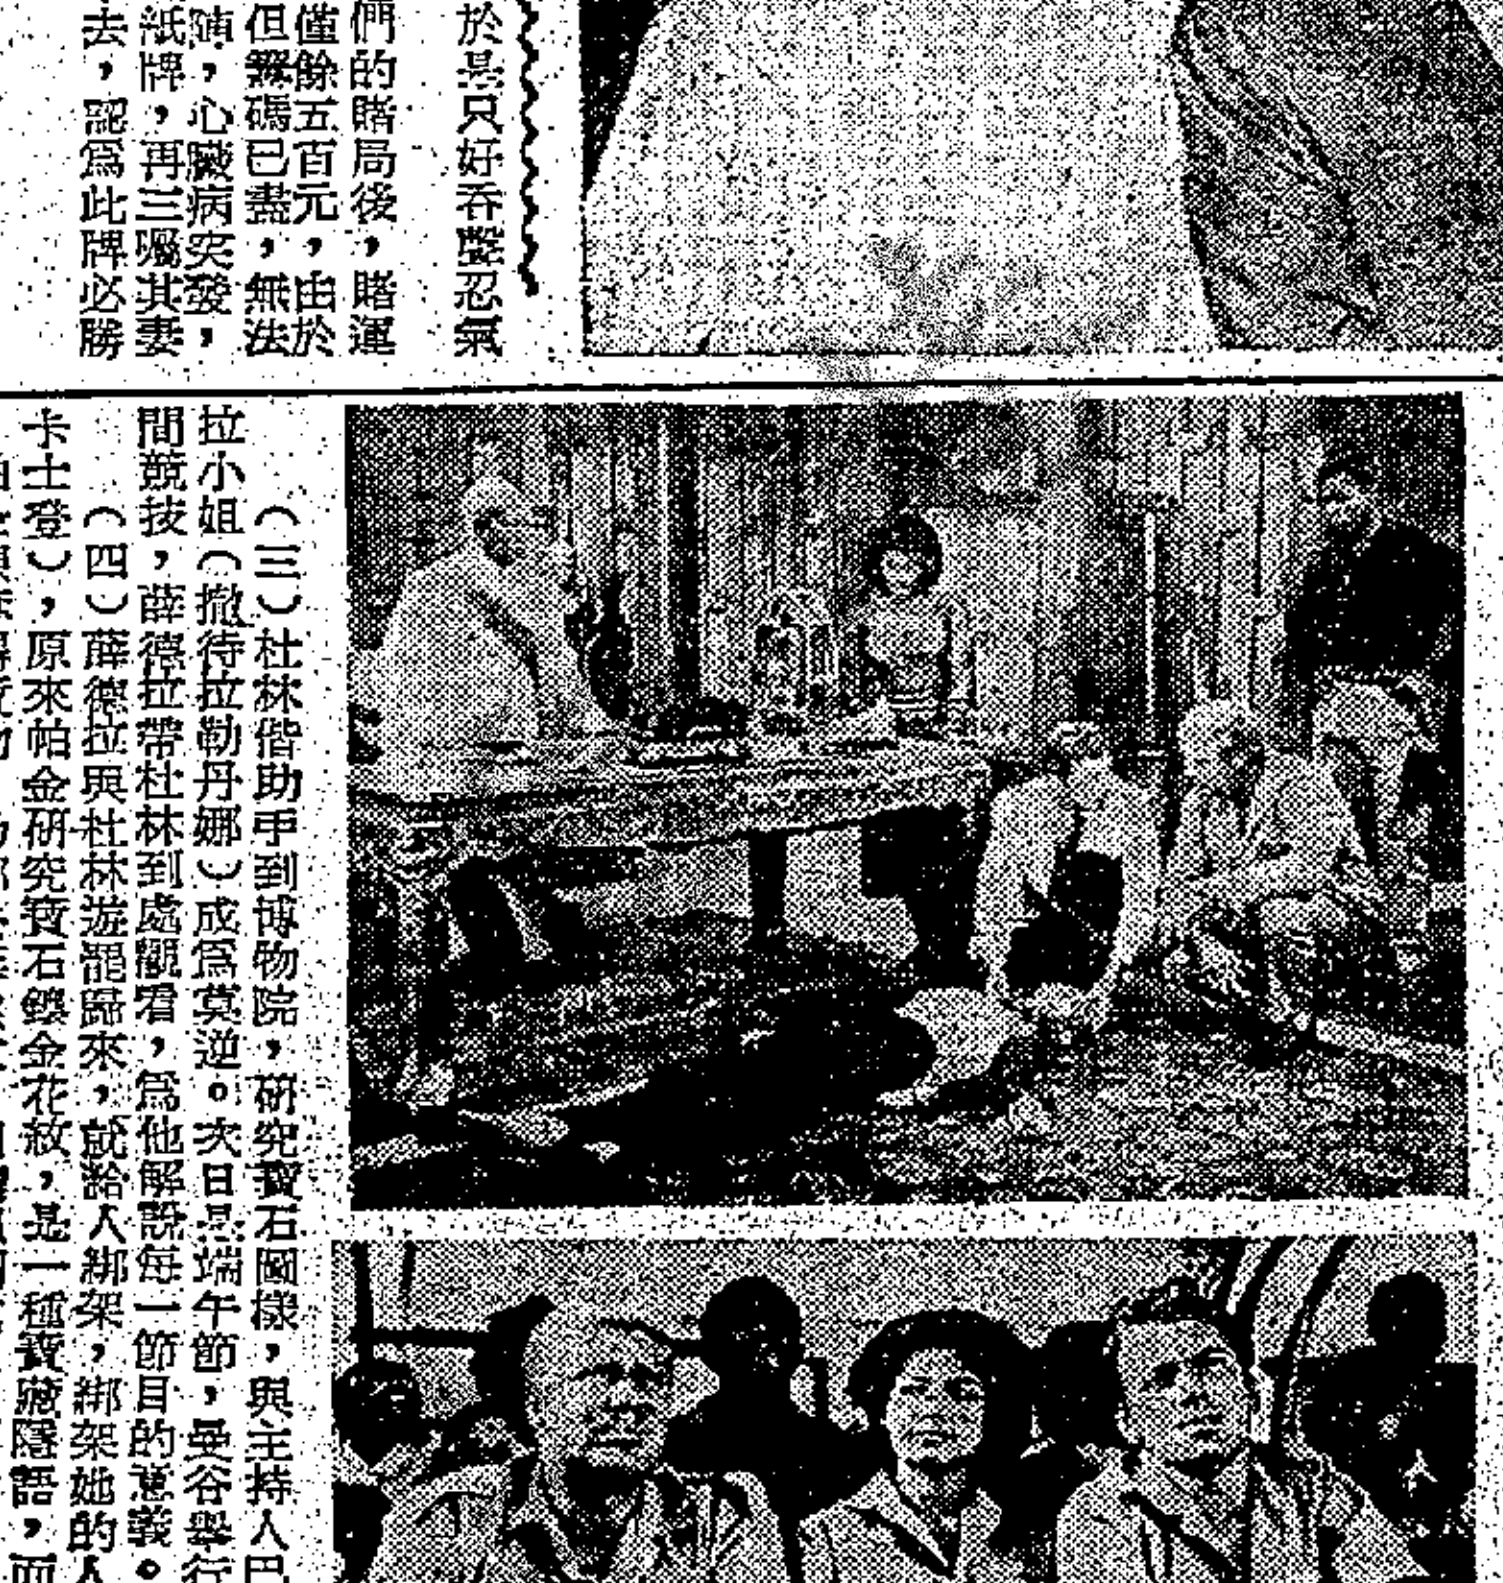 於是只好吞聲忍氣
們的賭局後，賭運
僅餘五百元，由於
但籌碼已盡，無法
隨，心臟病突發，
紙牌，再三囑其妻
去，認爲此牌必勝
（三）杜林偕助手到博物院，研究寶石圖樣，與主持人巴
拉小姐（撒待拉勒丹娜）成爲莫逆。次日是端午節，曼谷舉行
間競技，薛德拉帶杜林到處觀看，爲他解說每一節目的意義。
（四）薛德拉與杜林遊罷歸來，就給人綁架，綁架她的人
卡士登），原來帕金研究寶石鑲金花紋，是一種寶藏隱語，而